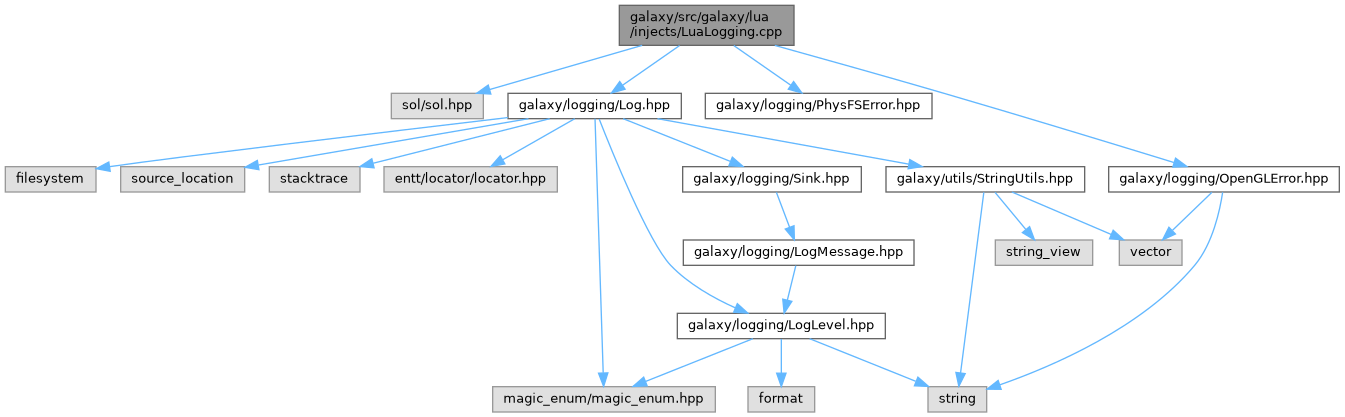 galaxy/src/galaxy/lua
/injects/LuaLogging.cpp
sol/sol.hpp
galaxy/logging/Log.hpp
galaxy/logging/PhysFSError.hpp
filesystem
source_location
stacktrace
entt/locator/locator.hpp
galaxy/logging/Sink.hpp
galaxy/utils/StringUtils.hpp
galaxy/logging/OpenGLError.hpp
galaxy/logging/LogMessage.hpp
string_view
vector
galaxy/logging/LogLevel.hpp
magic_enum/magic_enum.hpp
format
string